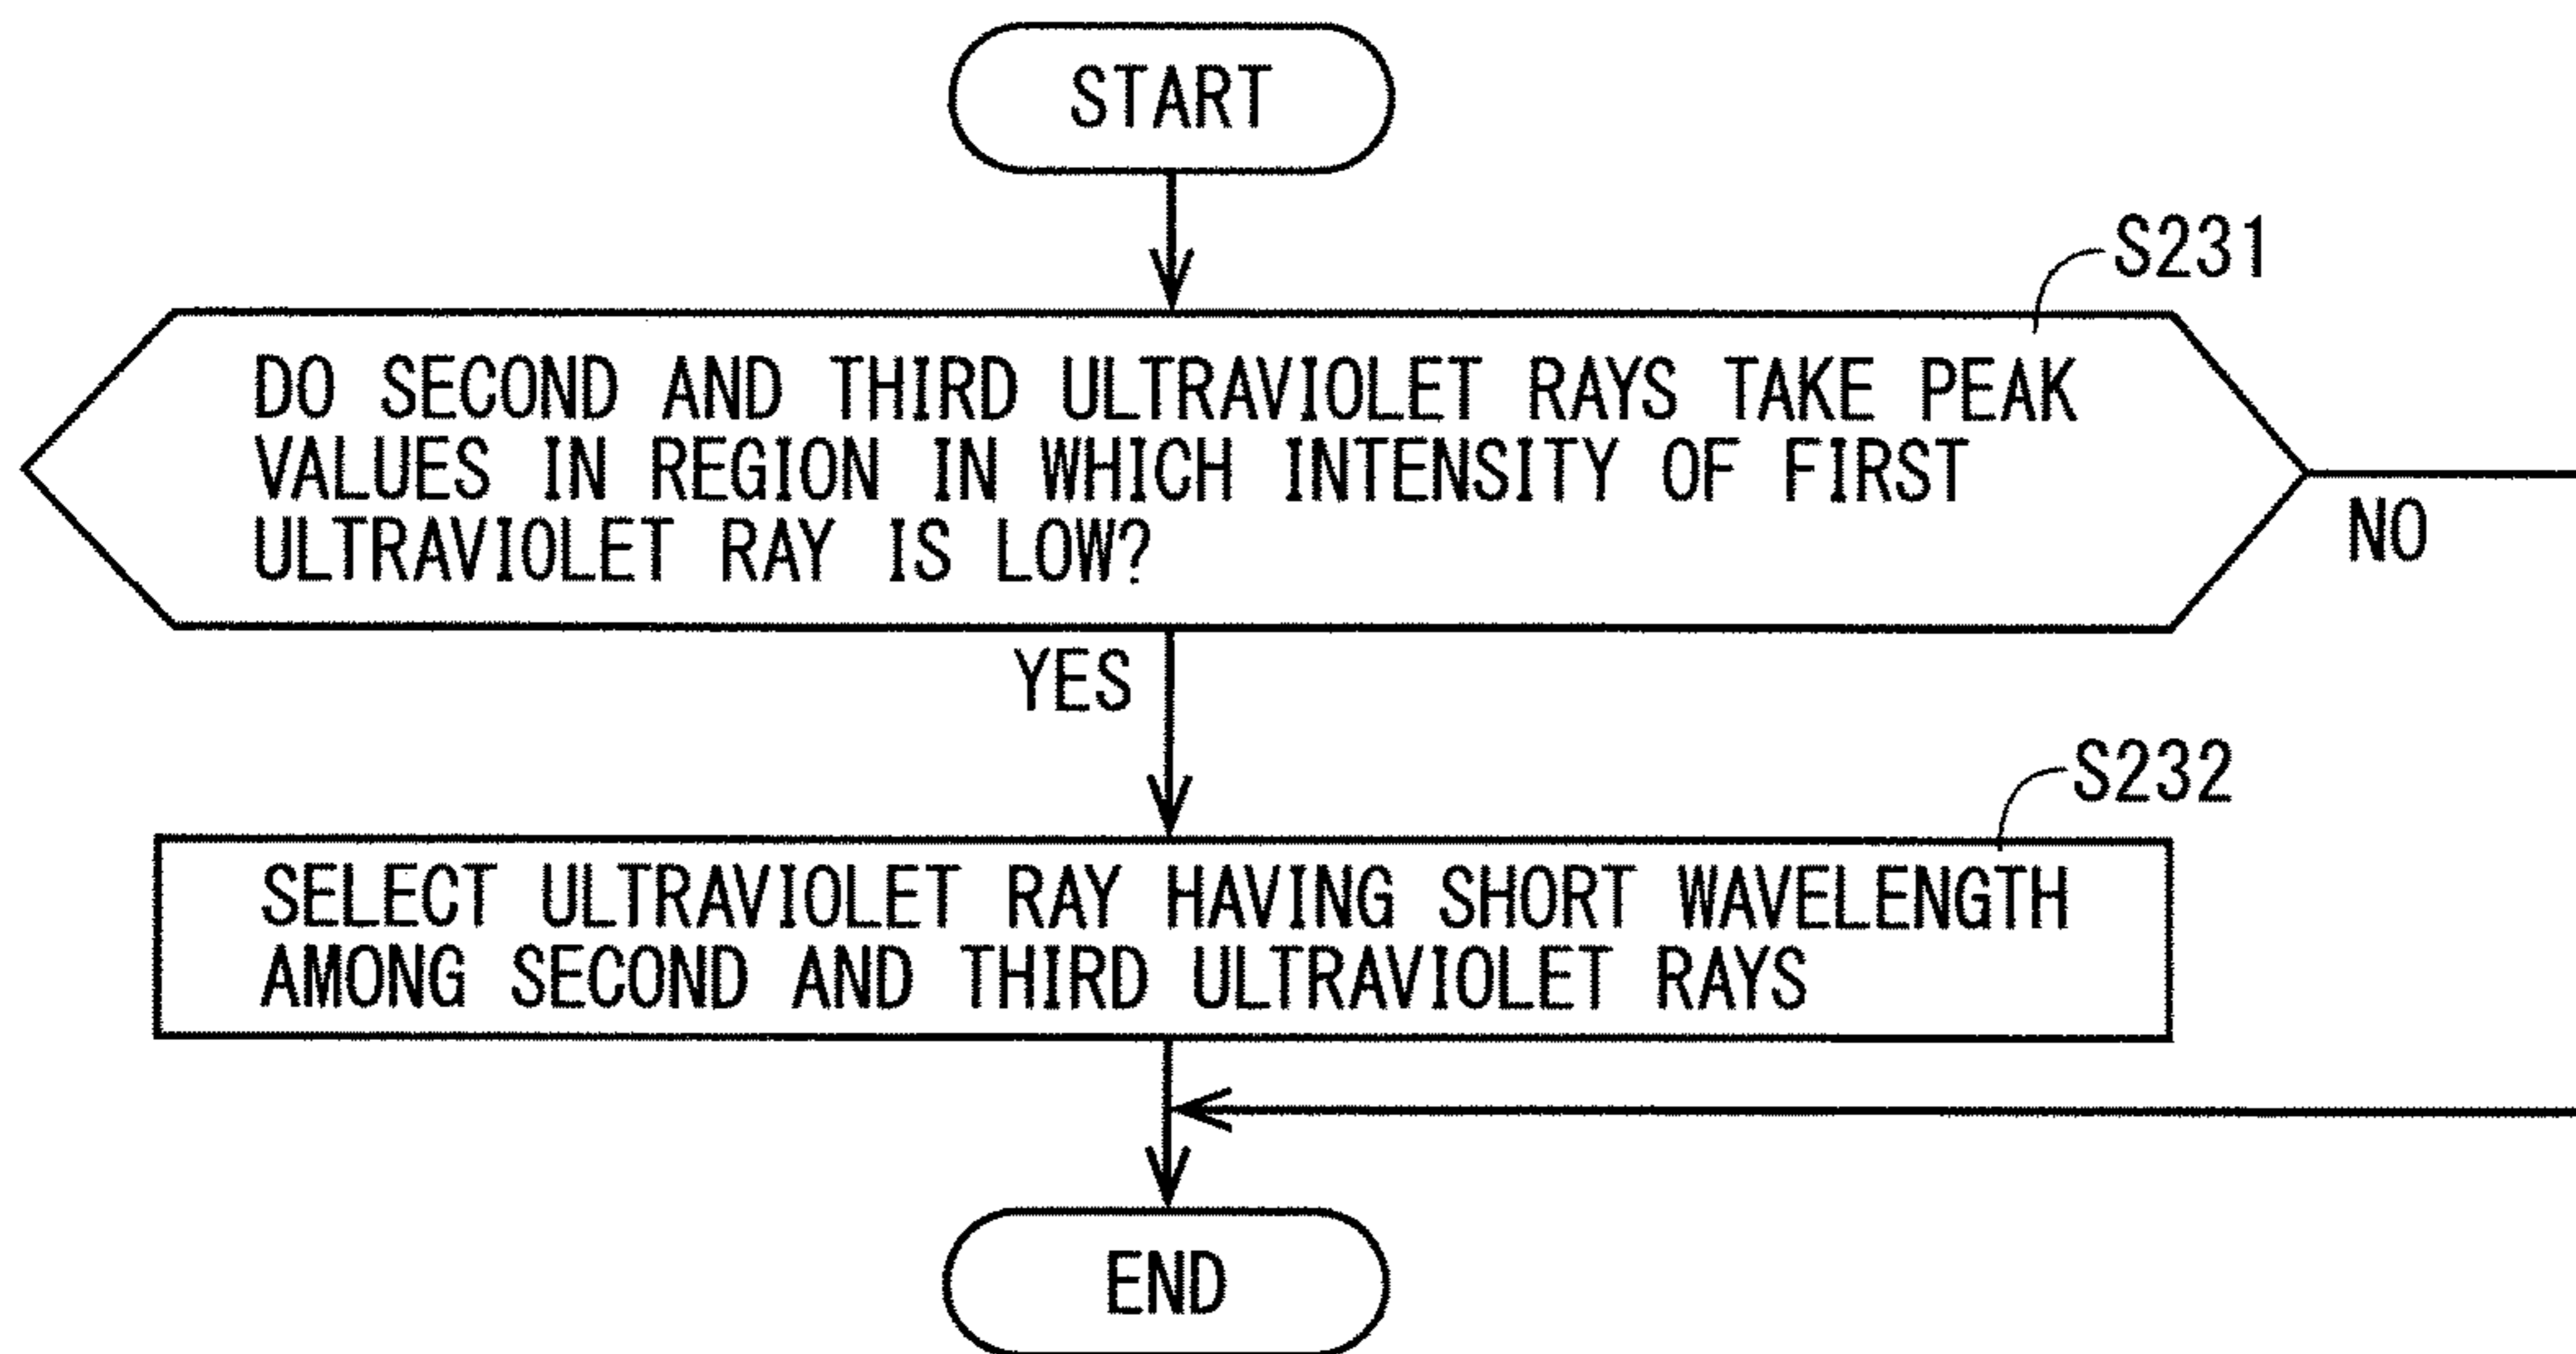 START
S231
DO SECOND AND THIRD ULTRAVIOLET RAYS TAKE PEAK
VALUES IN REGION IN WHICH INTENSITY OF FIRST
ULTRAVIOLET RAY IS LOW?
NO
YES
S232
SELECT ULTRAVIOLET RAY HAVING SHORT WAVELENGTH
AMONG SECOND AND THIRD ULTRAVIOLET RAYS
END